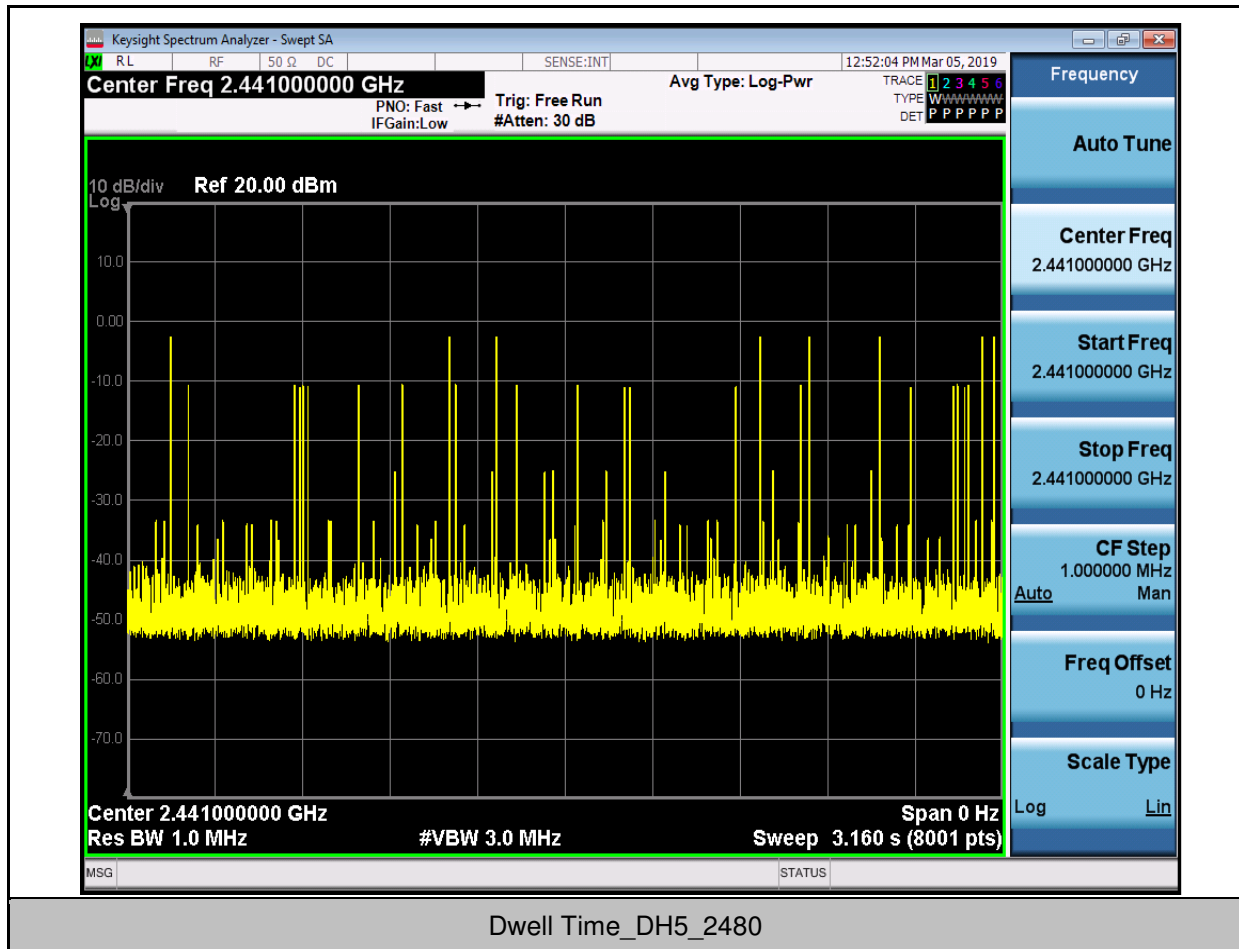 Keysight Spectrum Analyzer - Swept SA
LXI RL RF 50 Ω DC SENSE:INT 12:52:04 PM Mar 05, 2019
Center Freq 2.441000000 GHz
PNO: Fast
IFGain:Low
Trig: Free Run
#Atten: 30 dB
Avg Type: Log-Pwr
TRACE 1 2 3 4 5 6
TYPE WWWWWW
DET P P P P P P
10 dB/div Ref 20.00 dBm
Log
10.0
0.00
-10.0
-20.0
-30.0
-40.0
-50.0
-60.0
-70.0
Center 2.441000000 GHz Span 0 Hz
Res BW 1.0 MHz #VBW 3.0 MHz Sweep 3.160 s (8001 pts)
MSG STATUS
Frequency
Auto Tune
Center Freq
2.441000000 GHz
Start Freq
2.441000000 GHz
Stop Freq
2.441000000 GHz
CF Step
1.000000 MHz
Auto Man
Freq Offset
0 Hz
Scale Type
Log Lin
Dwell Time_DH5_2480